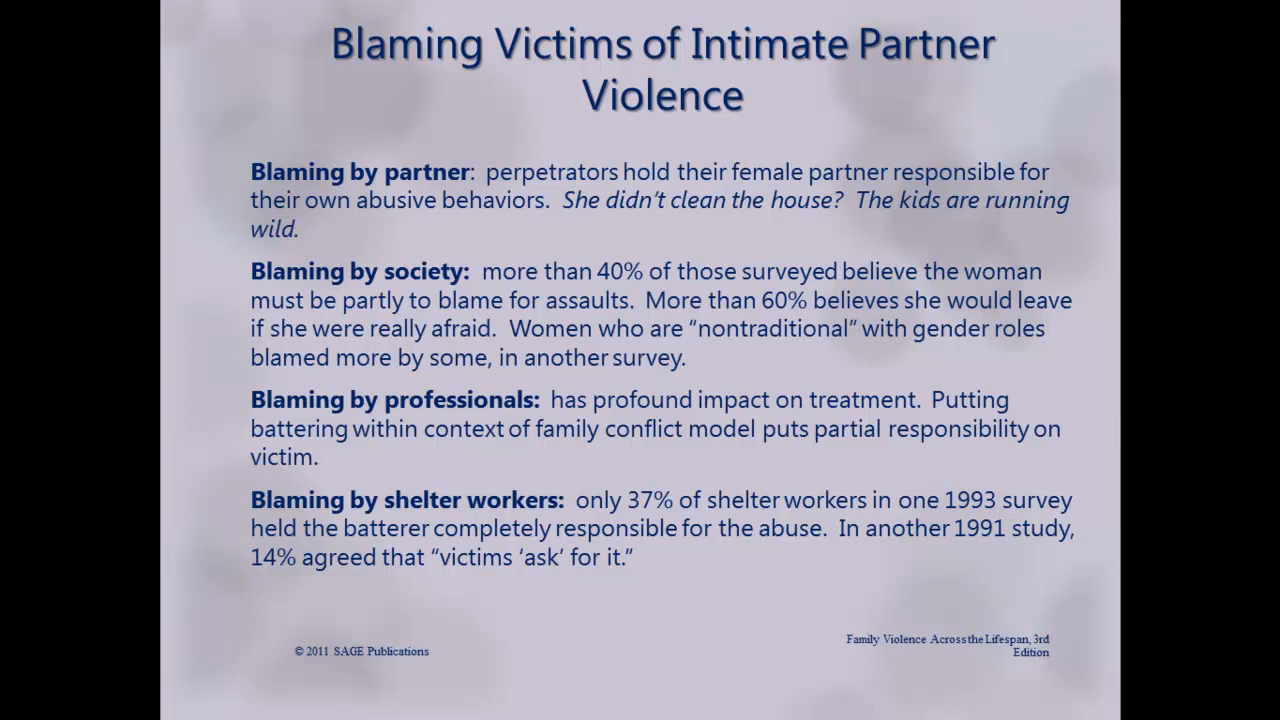 Blaming Victims of Intimate Partner
Violence
Blaming by partner: perpetrators hold their female partner responsible for
their own abusive behaviors. She didn't clean the house? The kids are running
wild.
Blaming by society: more than 40% of those surveyed believe the woman
must be partly to blame for assaults. More than 60% believes she would leave
if she were really afraid. Women who are “nontraditional” with gender roles
blamed more by some, in another survey.
Blaming by professionals: has profound impact on treatment. Putting
battering within context of family conflict model puts partial responsibility on
victim.
Blaming by shelter workers: only 37% of shelter workers in one 1993 survey
held the batterer completely responsible for the abuse. In another 1991 study,
14% agreed that “victims ‘ask’ for it.”
© 2011 SAGE Publications
Family Violence Across the Lifespan, 3rd
Edition